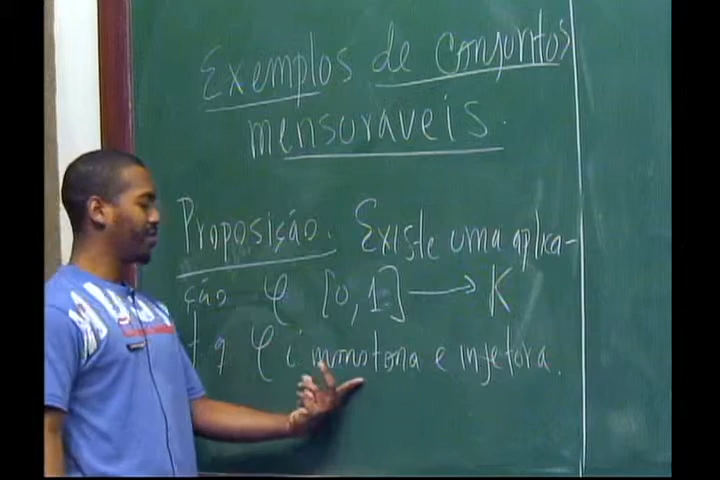 Exemplos de conjuntos
mensuráveis.
Proposição. Existe uma aplica-
ção φ [0,1] → K
t q φ é monotona e injetora.